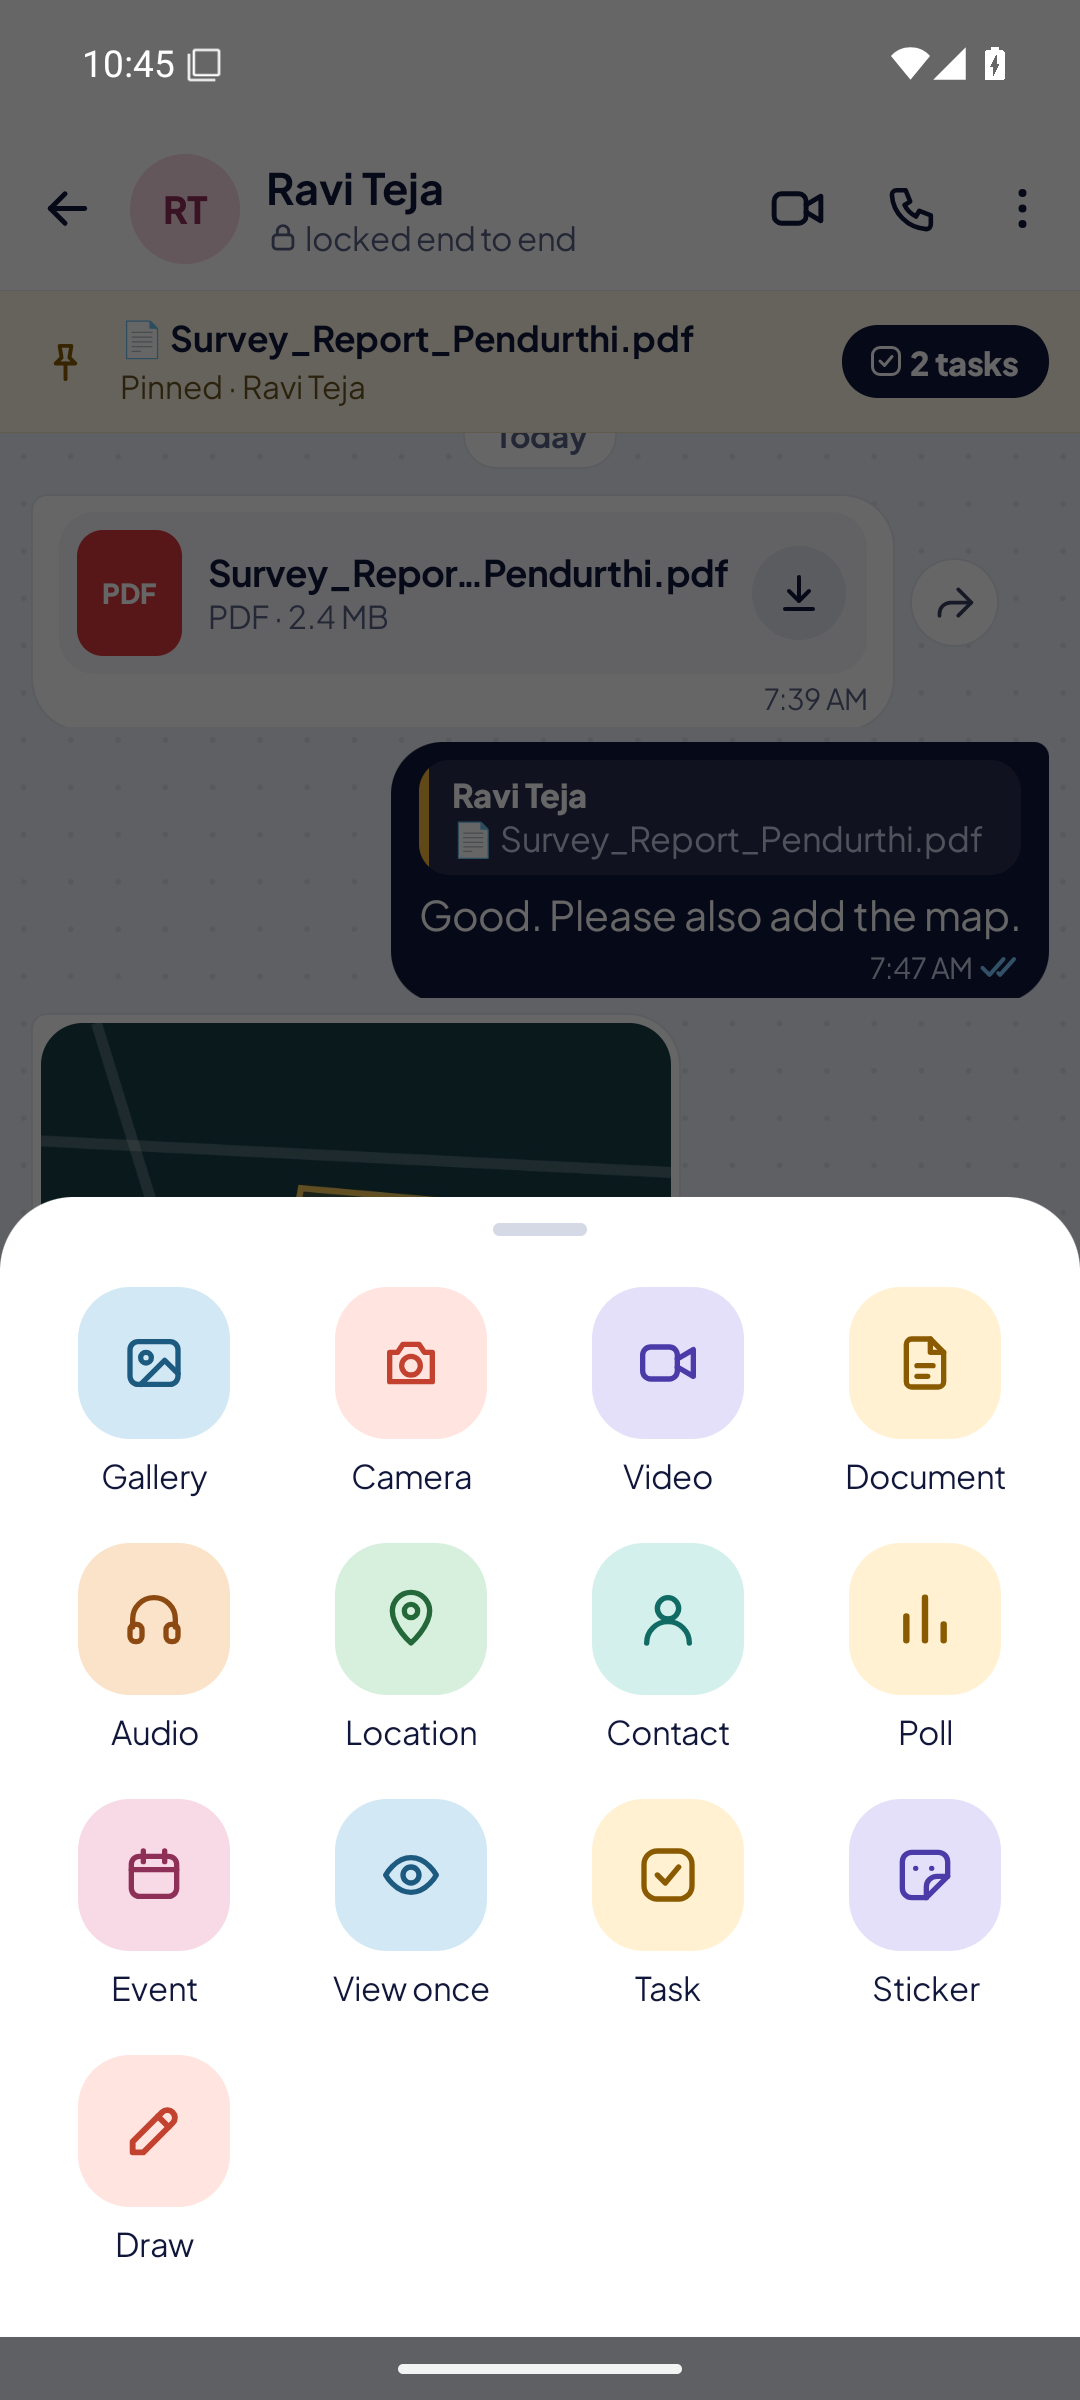 10:45
RT
Ravi Teja
locked end to end
Survey_Report_Pendurthi.pdf
Pinned · Ravi Teja
2 tasks
Today
PDF
Survey_Repor...Pendurthi.pdf
PDF · 2.4 MB
7:39 AM
Ravi Teja
Survey_Report_Pendurthi.pdf
Good. Please also add the map.
7:47 AM
Gallery
Camera
Video
Document
Audio
Location
Contact
Poll
Event
View once
Task
Sticker
Draw